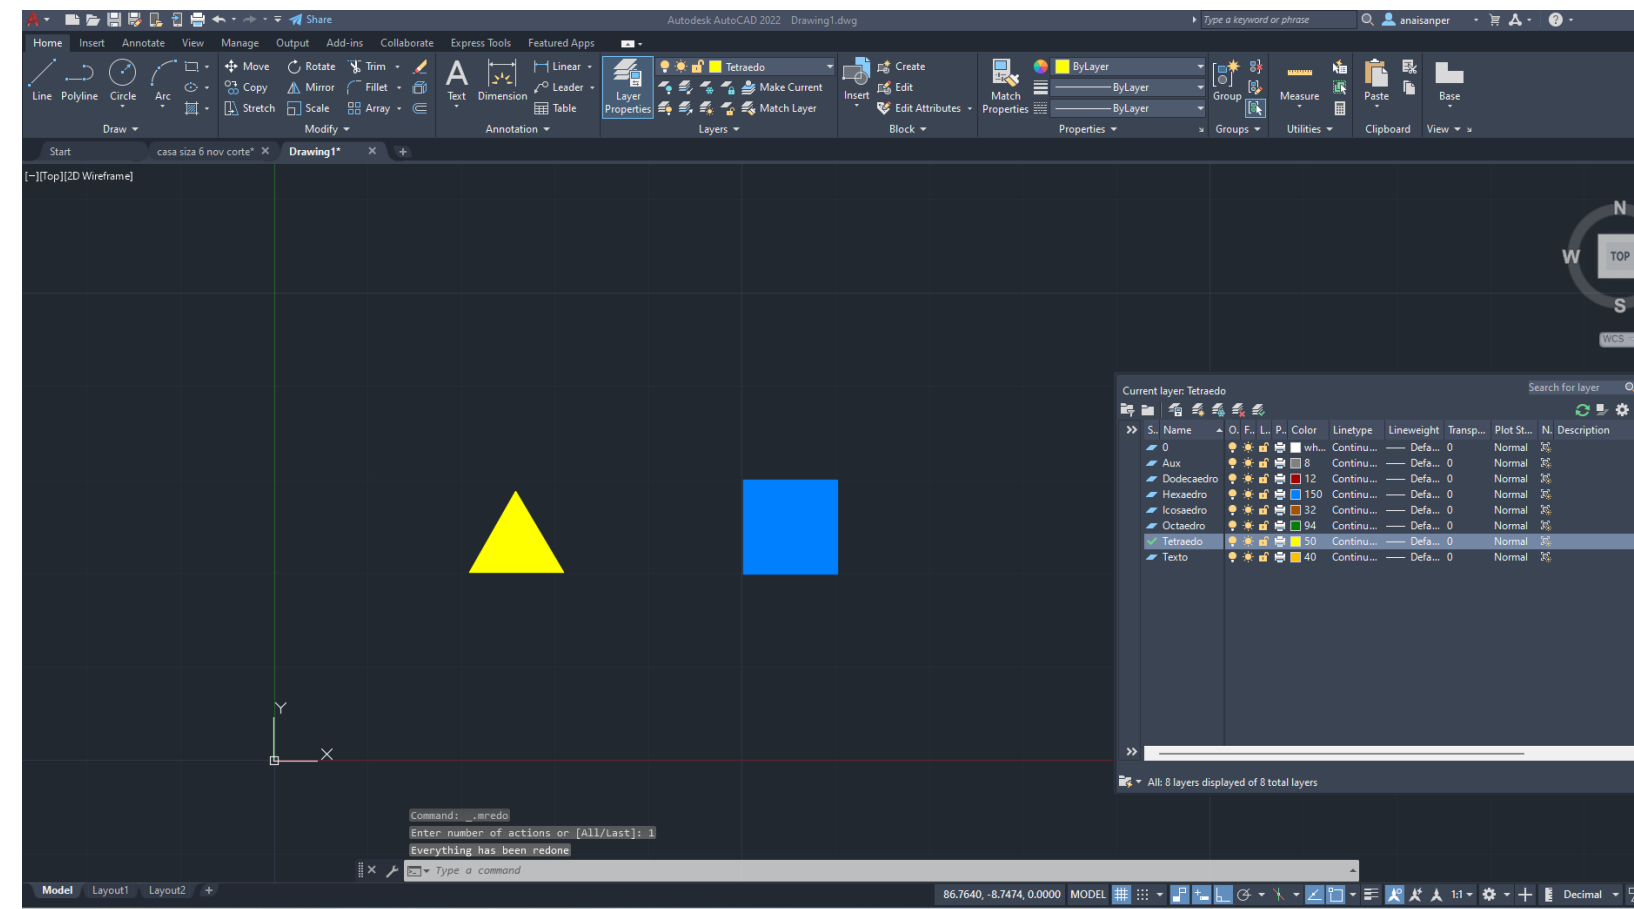 Share Autodesk AutoCAD 2022 Drawing1.dwg Type a keyword or phrase anaisanper
Home Insert Annotate View Manage Output Add-ins Collaborate Express Tools Featured Apps
Line Polyline Circle Arc
Move Rotate Trim
Copy Mirror Fillet
Stretch Scale Array
Text Dimension
Linear
Leader
Table
Layer
Properties
Tetraedo
Make Current
Match Layer
Insert
Create
Edit
Edit Attributes
Match
Properties
ByLayer
ByLayer
ByLayer
Group
Measure
Paste
Base
Draw Modify Annotation Layers Block Properties Groups Utilities Clipboard View
Start casa siza 6 nov corte* Drawing1*
[−][Top][2D Wireframe]
N
W TOP
S
WCS
Current layer: Tetraedo Search for layer
S.. Name O. F.. L.. P.. Color Linetype Lineweight Transp... Plot St... N. Description
0 wh... Continu... Defa... 0 Normal
Aux 8 Continu... Defa... 0 Normal
Dodecaedro 12 Continu... Defa... 0 Normal
Hexaedro 150 Continu... Defa... 0 Normal
Icosaedro 32 Continu... Defa... 0 Normal
Octaedro 94 Continu... Defa... 0 Normal
Tetraedo 50 Continu... Defa... 0 Normal
Texto 40 Continu... Defa... 0 Normal
All: 8 layers displayed of 8 total layers
Y
X
Command: _.mredo
Enter number of actions or [All/Last]: 1
Everything has been redone
Type a command
Model Layout1 Layout2 +
86.7640, -8.7474, 0.0000 MODEL 1:1 Decimal